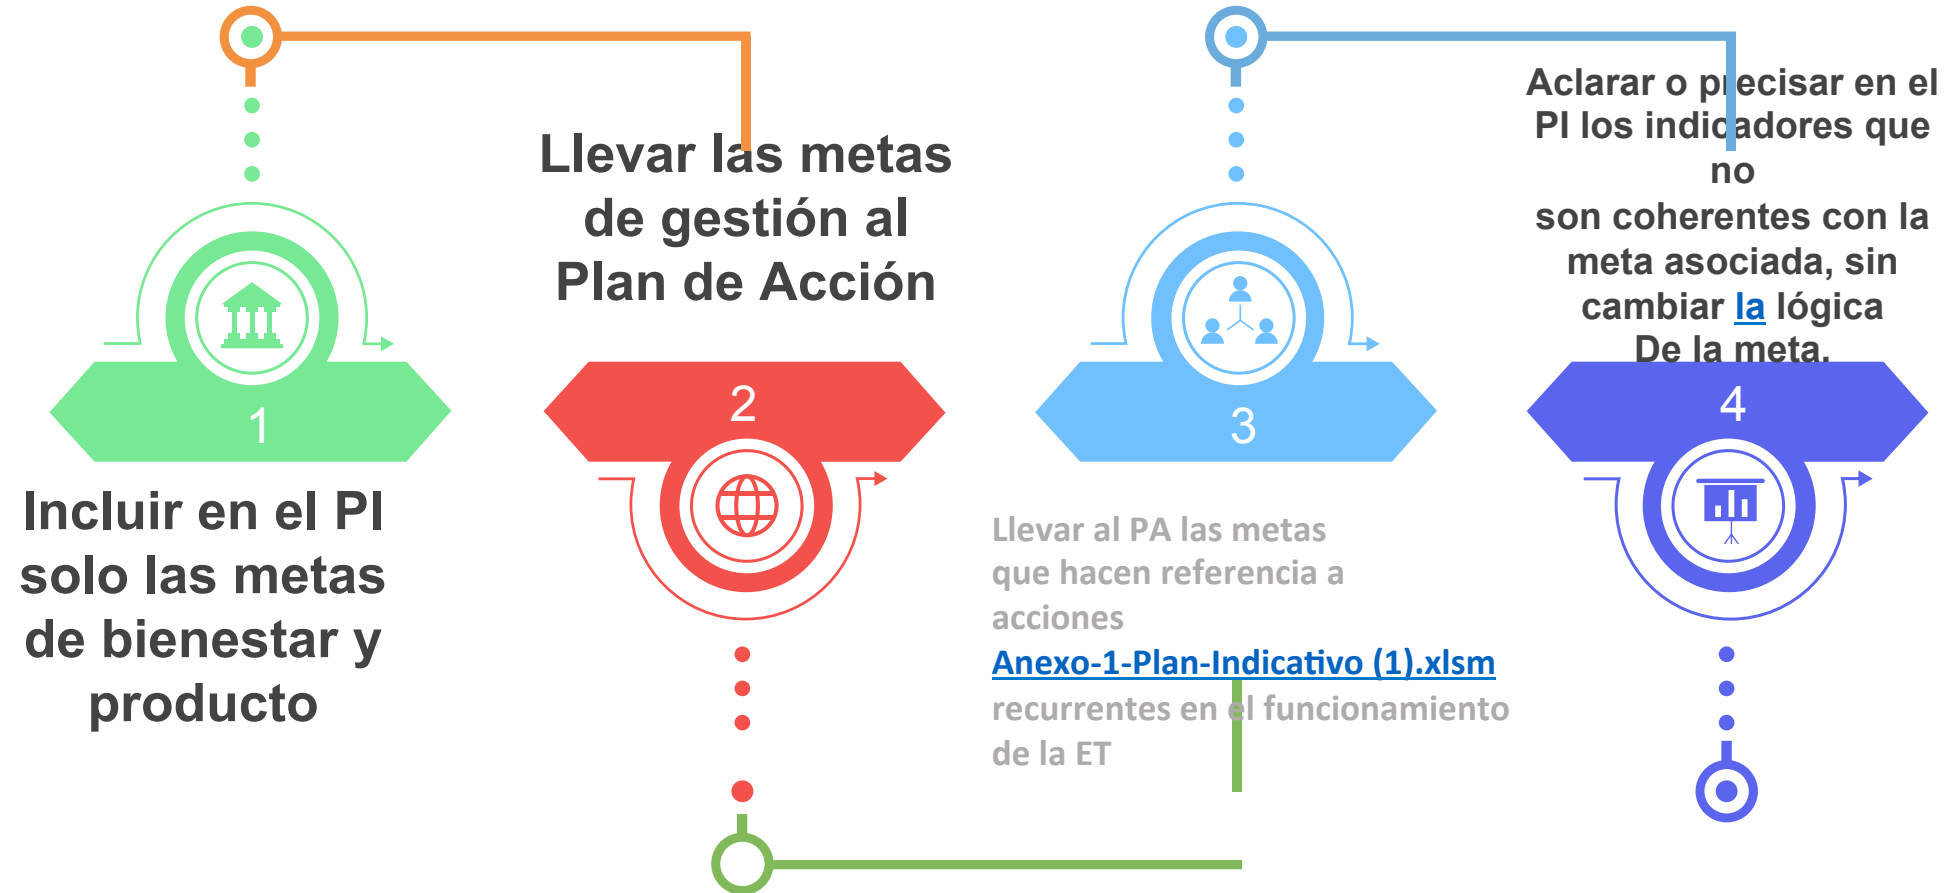 1
Incluir en el PI
solo las metas
de bienestar y
producto
Llevar las metas
de gestión al
Plan de Acción
2
3
Llevar al PA las metas
que hacen referencia a
acciones
Anexo-1-Plan-Indicativo (1).xlsm
recurrentes en el funcionamiento
de la ET
Aclarar o precisar en el
PI los indicadores que
no
son coherentes con la
meta asociada, sin
cambiar la lógica
De la meta.
4